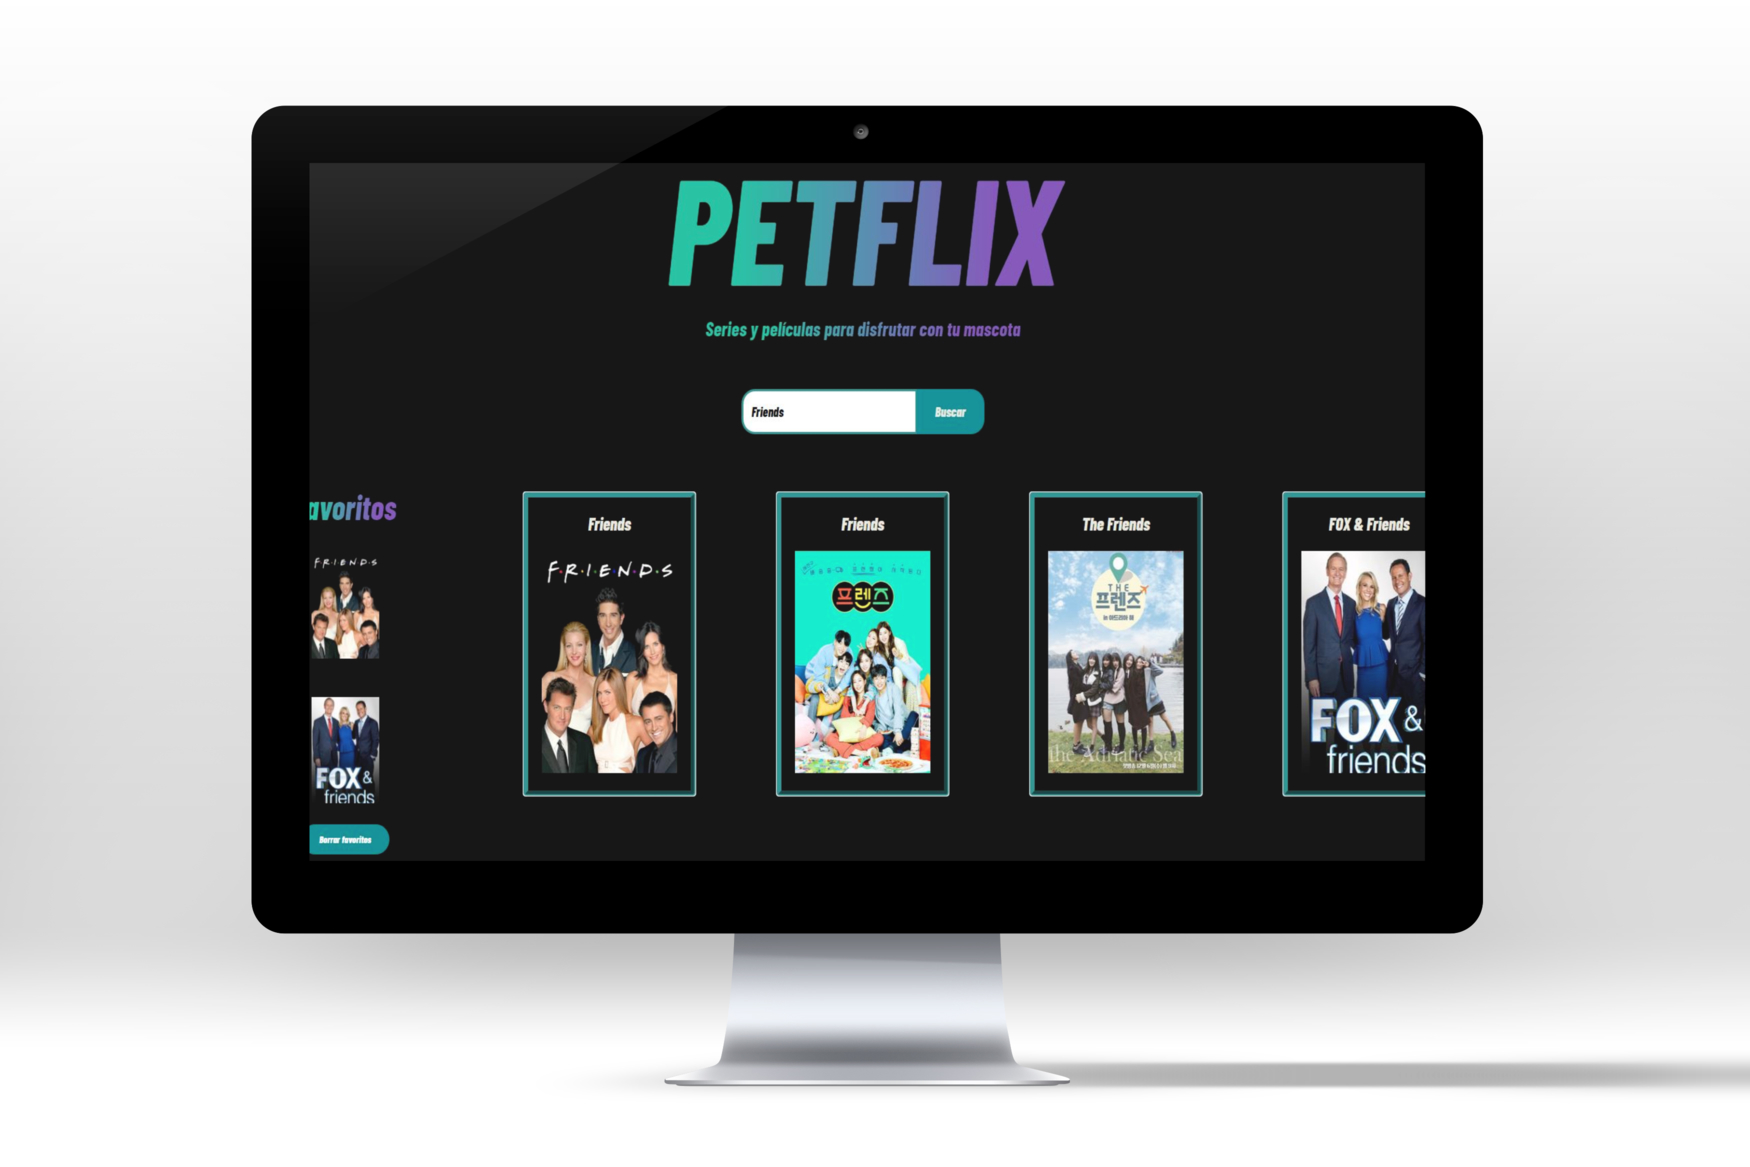 PETFLIX
Series y películas para disfrutar con tu mascota
Friends
Buscar
avoritos
F·R·I·E·N·D·S
FOX &
friends
Borrar favoritos
Friends
F·R·I·E·N·D·S
Friends
프렌즈
The Friends
THE
프렌즈
the Adriatic Sea
FOX & Friends
FOX &
friends